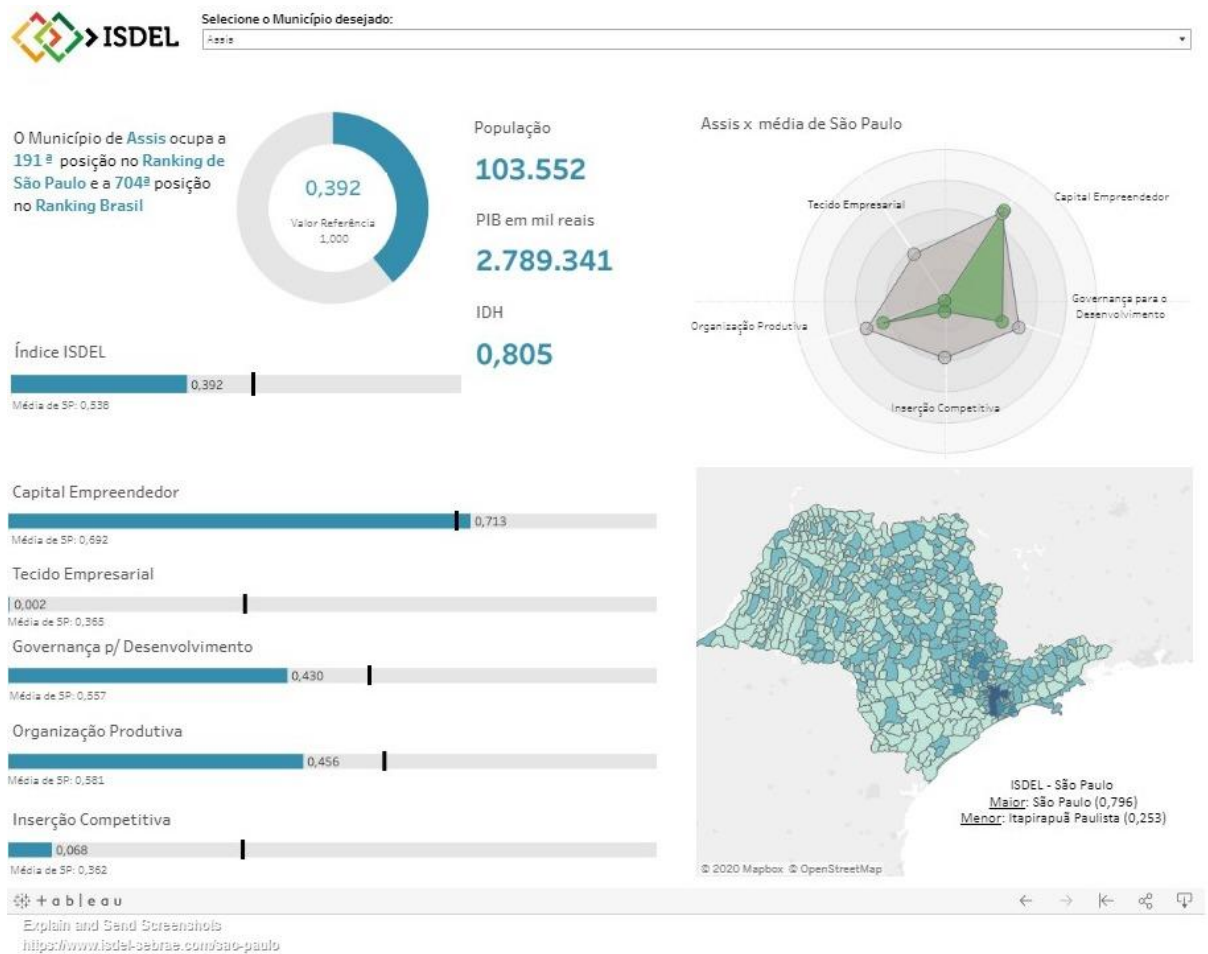 ISDEL
Selecione o Município desejado:
Assis
O Município de Assis ocupa a
191ª posição no Ranking de
São Paulo e a 704ª posição
no Ranking Brasil
0,392
Valor Referência
1,000
População
103.552
PIB em mil reais
2.789.341
IDH
0,805
Assis x média de São Paulo
Tecido Empresarial
Capital Empreendedor
Governança para o
Desenvolvimento
Organização Produtiva
Inserção Competitiva
Índice ISDEL
0,392
Média de SP: 0,538
Capital Empreendedor
0,713
Média de SP: 0,692
Tecido Empresarial
0,002
Média de SP: 0,365
Governança p/ Desenvolvimento
0,430
Média de SP: 0,557
Organização Produtiva
0,456
Média de SP: 0,581
Inserção Competitiva
0,068
Média de SP: 0,362
ISDEL - São Paulo
Maior: São Paulo (0,796)
Menor: Itapirapuã Paulista (0,253)
© 2020 Mapbox © OpenStreetMap
+ableau
Explain and Send Screenshots
https://www.isdel-sebrae.com/sao-paulo